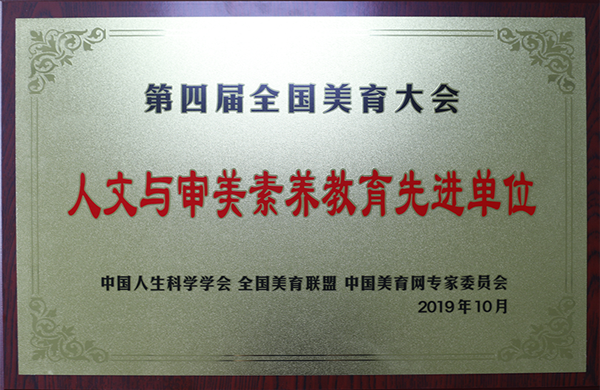 第四届全国美育大会
人文与审美素养教育先进单位
中国人生科学学会 全国美育联盟 中国美育网专家委员会
2019年10月